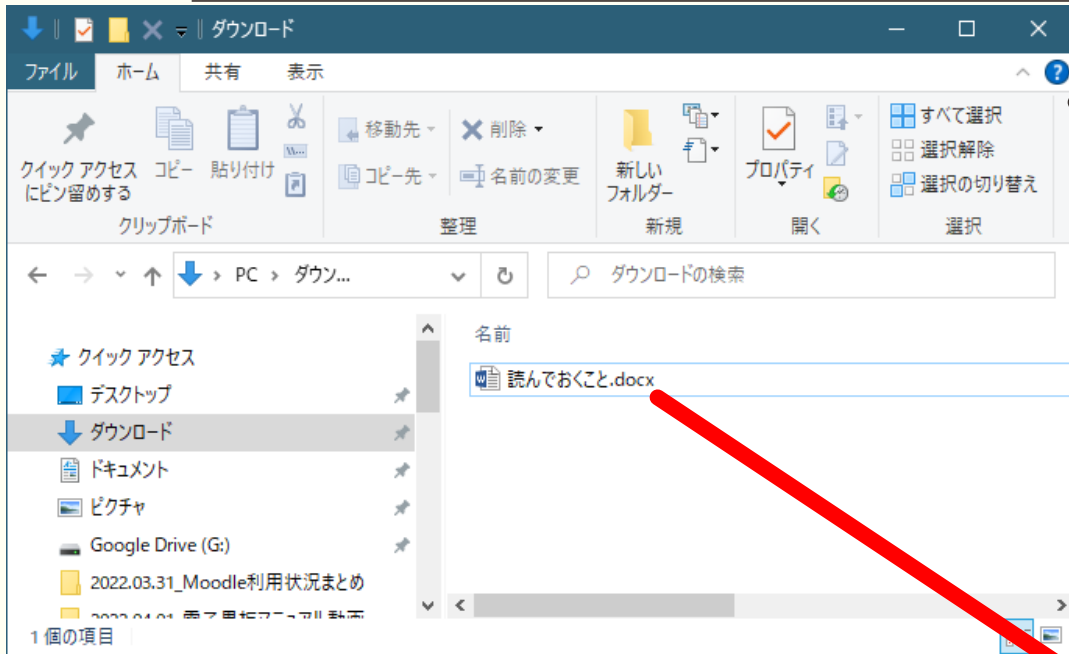 ダウンロード
ファイル ホーム 共有 表示
クイック アクセス
にピン留めする
コピー
貼り付け
移動先
コピー先
削除
名前の変更
新しい
フォルダー
プロパティ
すべて選択
選択解除
選択の切り替え
クリップボード 整理 新規 開く 選択
PC ダウン... ダウンロードの検索
名前
クイック アクセス
読んでおくこと.docx
デスクトップ
ダウンロード
ドキュメント
ピクチャ
Google Drive (G:)
2022.03.31_Moodle利用状況まとめ
1 個の項目